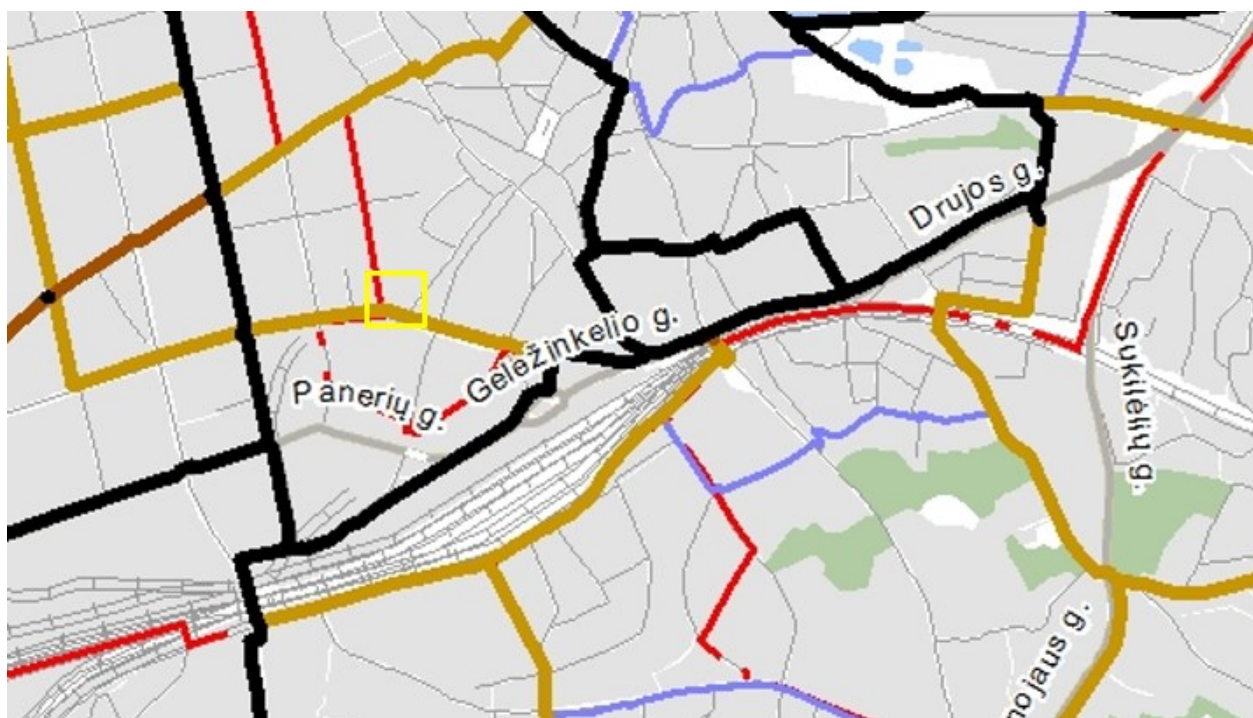 Drujos g.
Geležinkelio g.
Panerių g.
Sukilėlių g.
nojaus g.